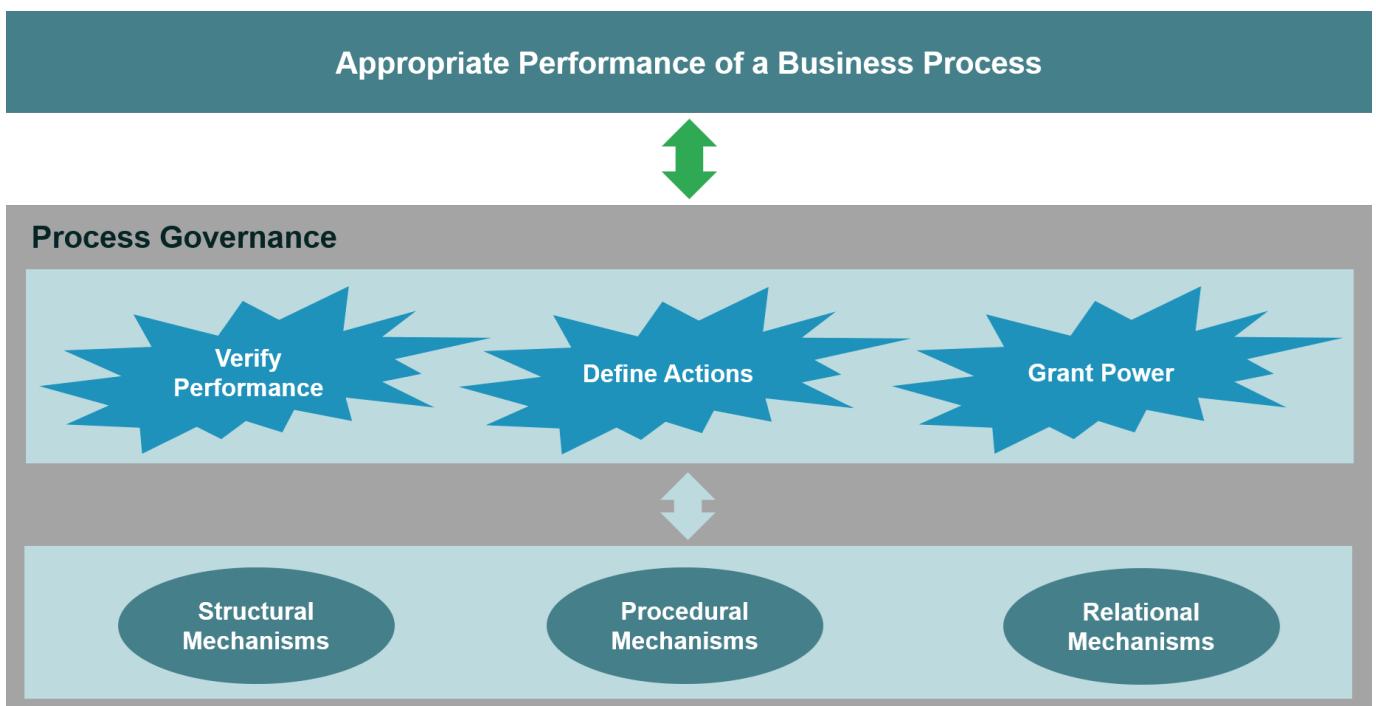 Appropriate Performance of a Business Process
Process Governance
Verify
Performance
Define Actions
Grant Power
Structural
Mechanisms
Procedural
Mechanisms
Relational
Mechanisms